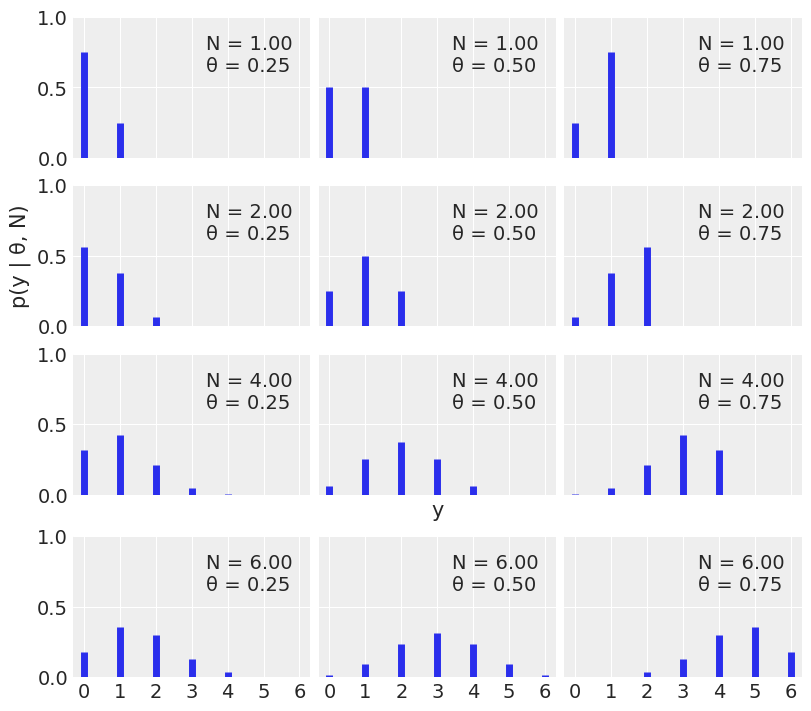 1.0
0.5
0.0
N = 1.00
θ = 0.25
N = 1.00
θ = 0.50
N = 1.00
θ = 0.75
p(y | θ, N)
1.0
0.5
0.0
N = 2.00
θ = 0.25
N = 2.00
θ = 0.50
N = 2.00
θ = 0.75
1.0
0.5
0.0
N = 4.00
θ = 0.25
N = 4.00
θ = 0.50
N = 4.00
θ = 0.75
y
1.0
0.5
0.0
N = 6.00
θ = 0.25
N = 6.00
θ = 0.50
N = 6.00
θ = 0.75
0 1 2 3 4 5 6
0 1 2 3 4 5 6
0 1 2 3 4 5 6